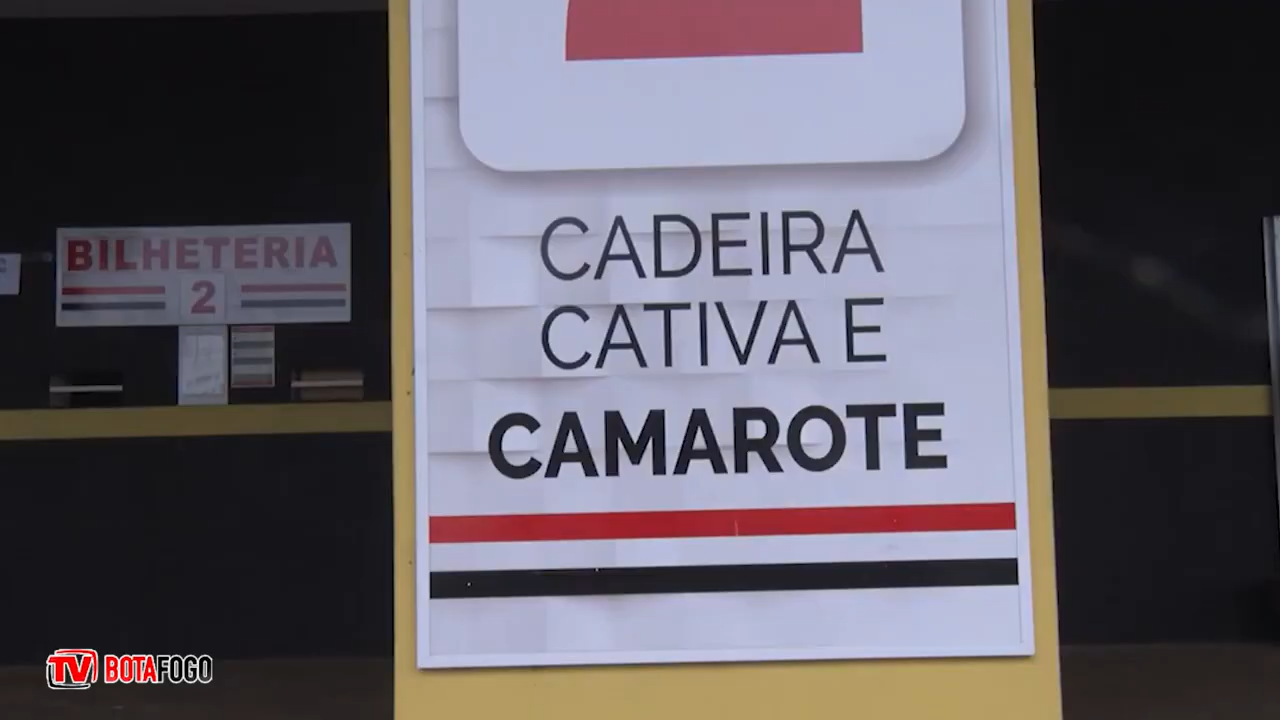 BILHETERIA
2
CADEIRA
CATIVA E
CAMAROTE
TV BOTAFOGO